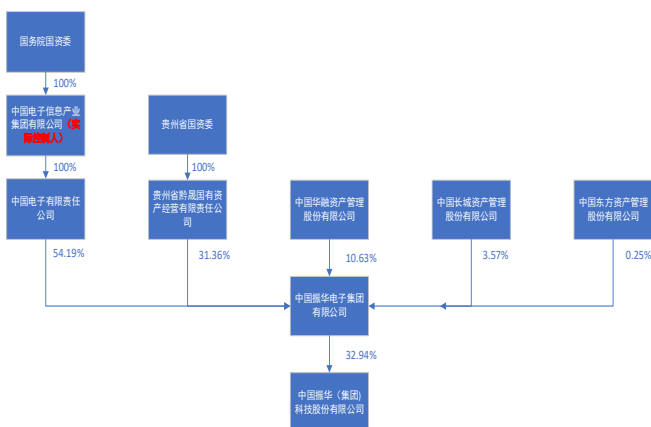 国务院国资委
100%
中国电子信息产业
集团有限公司（实
际控制人）
贵州省国资委
100%
100%
中国电子有限责任
公司
贵州省黔晟国有资
产经营有限责任公
司
中国华融资产管理
股份有限公司
中国长城资产管理
股份有限公司
中国东方资产管理
股份有限公司
54.19%
31.36%
10.63%
3.57%
0.25%
中国振华电子集团
有限公司
32.94%
中国振华（集团)
科技股份有限公司